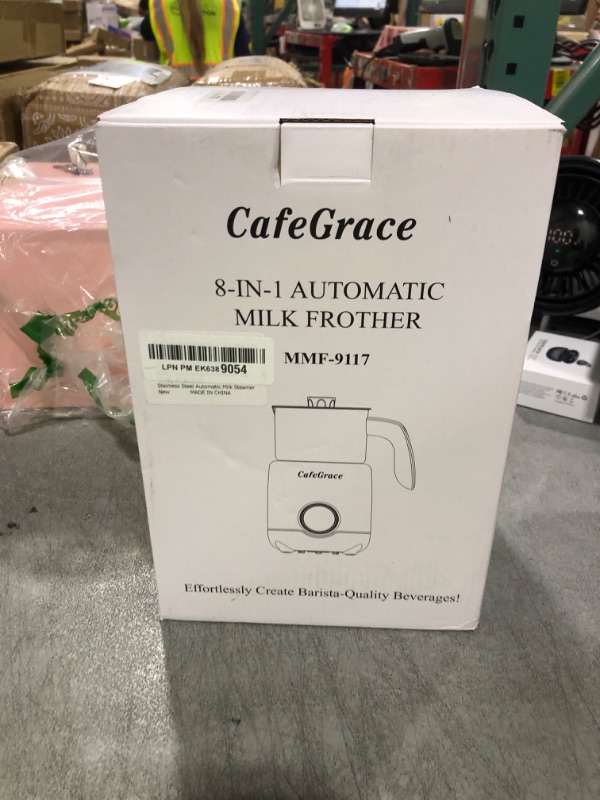 CafeGrace
8-IN-1 AUTOMATIC
MILK FROTHER
MMF-9117
LPN PM EK638 9054
Stainless Steel Automatic Milk Steamer
New MADE IN CHINA
CafeGrace
Effortlessly Create Barista-Quality Beverages!
100